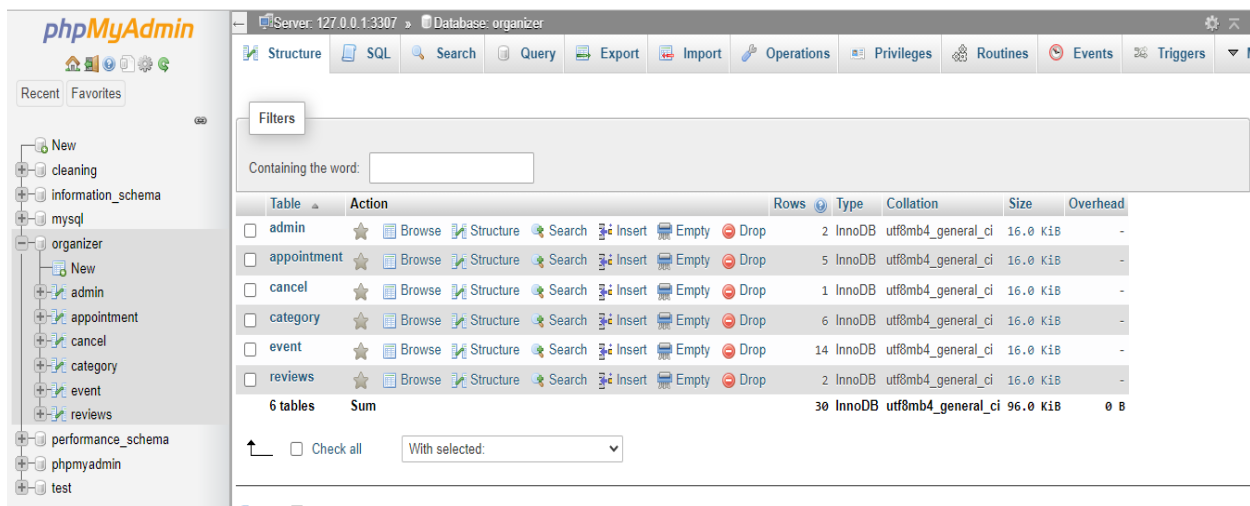 phpMyAdmin
Recent Favorites
New
cleaning
information_schema
mysql
organizer
New
admin
appointment
cancel
category
event
reviews
performance_schema
phpmyadmin
test
Server: 127.0.0.1:3307 » Database: organizer
Structure SQL Search Query Export Import Operations Privileges Routines Events Triggers
Filters
Containing the word:
Table Action Rows Type Collation Size Overhead
admin Browse Structure Search Insert Empty Drop 2 InnoDB utf8mb4_general_ci 16.0 KiB -
appointment Browse Structure Search Insert Empty Drop 5 InnoDB utf8mb4_general_ci 16.0 KiB -
cancel Browse Structure Search Insert Empty Drop 1 InnoDB utf8mb4_general_ci 16.0 KiB -
category Browse Structure Search Insert Empty Drop 6 InnoDB utf8mb4_general_ci 16.0 KiB -
event Browse Structure Search Insert Empty Drop 14 InnoDB utf8mb4_general_ci 16.0 KiB -
reviews Browse Structure Search Insert Empty Drop 2 InnoDB utf8mb4_general_ci 16.0 KiB -
6 tables Sum 30 InnoDB utf8mb4_general_ci 96.0 KiB 0 B
Check all With selected: